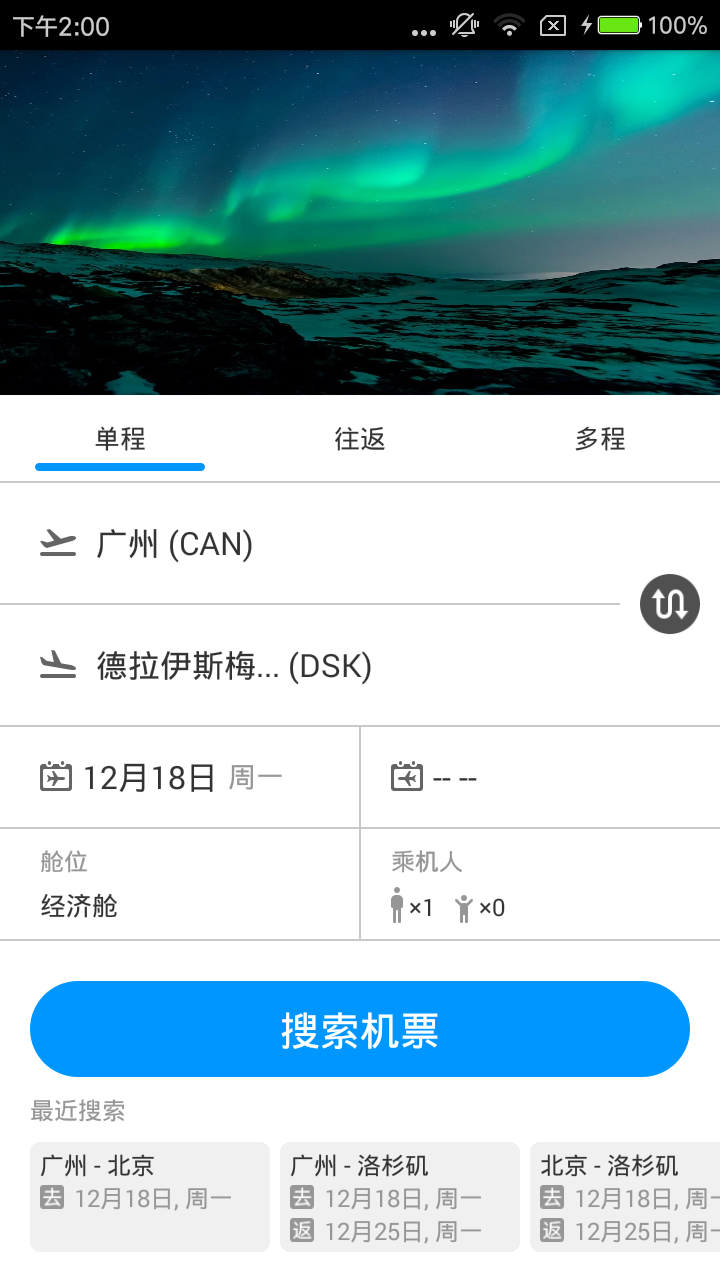 下午2:00
100%
单程 往返 多程
广州 (CAN)
德拉伊斯梅... (DSK)
12月18日 周一 -- --
舱位 乘机人
经济舱 ×1 ×0
搜索机票
最近搜索
广州 - 北京 广州 - 洛杉矶 北京 - 洛杉矶
去 12月18日, 周一 去 12月18日, 周一 去 12月18日, 周一
返 12月25日, 周一 返 12月25日, 周一